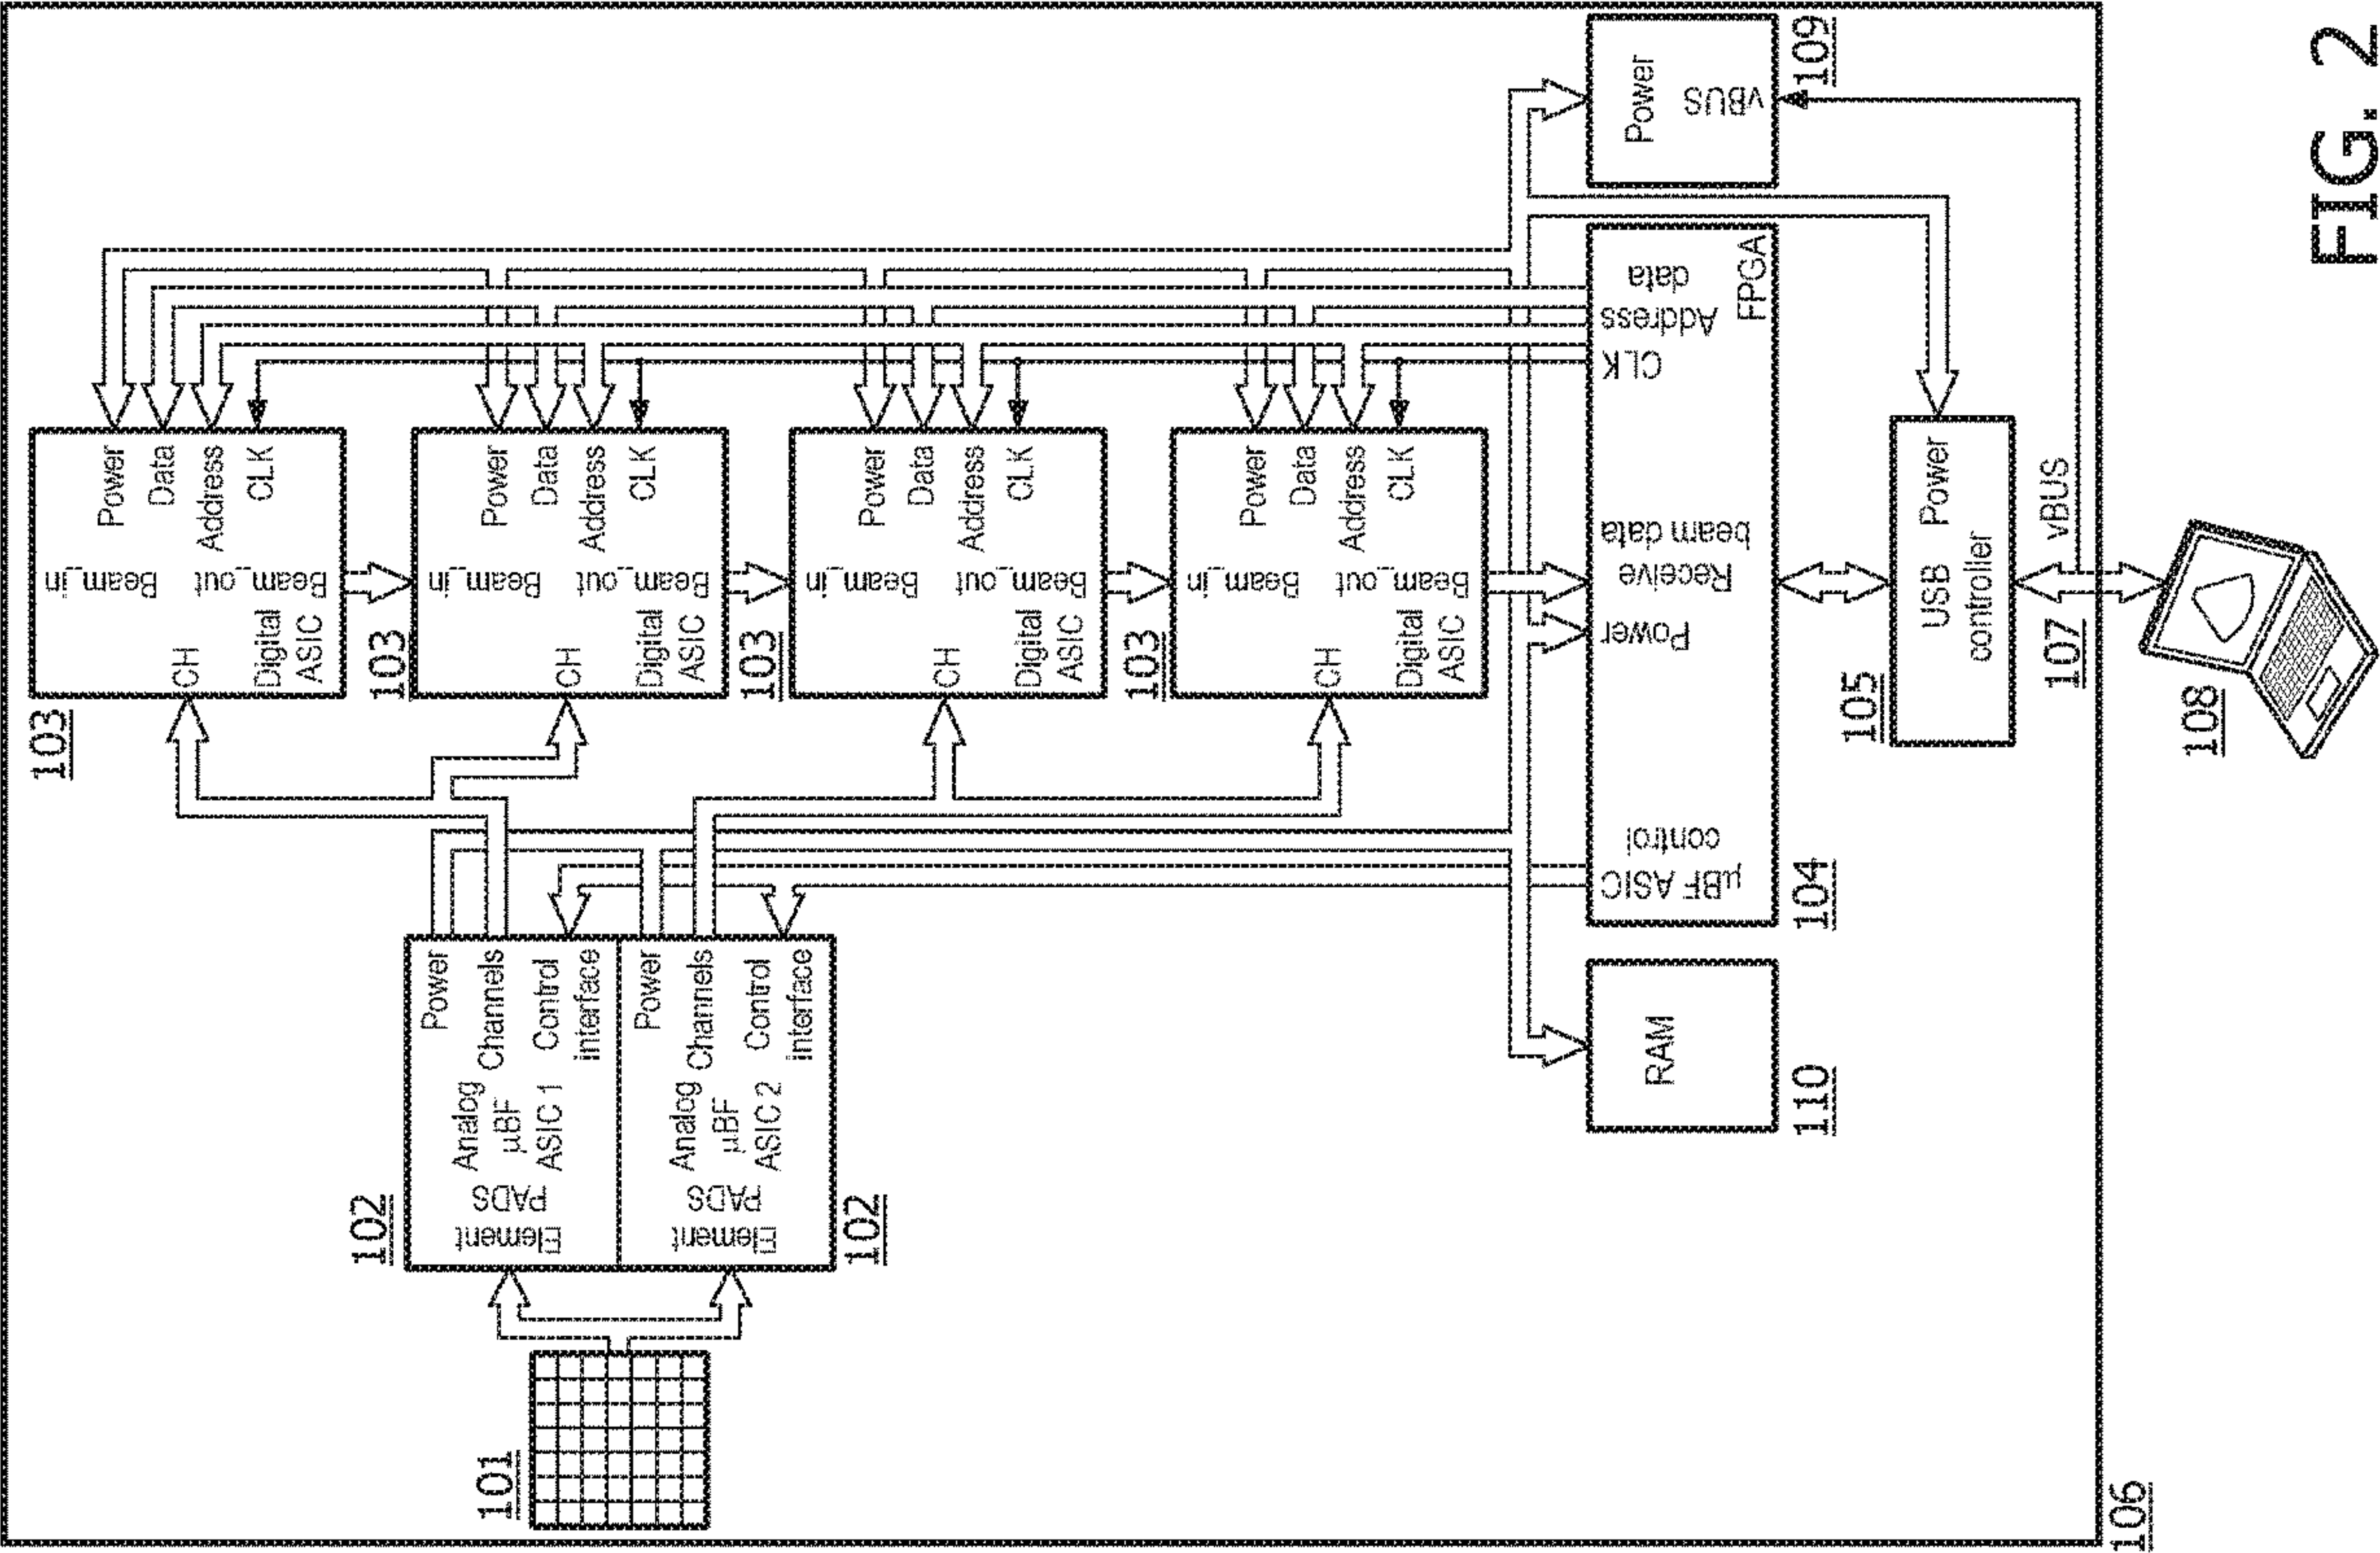 103
Power
Data
Address
CLK
Beam_in
Beam_out
CH
Digital
ASIC
103
Power
Data
Address
CLK
Beam_in
Beam_out
CH
Digital
ASIC
103
Power
Data
Address
CLK
Beam_in
Beam_out
CH
Digital
ASIC
103
Power
Data
Address
CLK
Beam_in
Beam_out
CH
Digital
ASIC
102
Power
Channels
Control
interface
Analog
µBF
ASIC 1
Element
PADS
Power
Channels
Control
interface
Analog
µBF
ASIC 2
Element
PADS
102
101
Power
vBUS
109
data
Address
CLK
FPGA
Receive
beam data
Power
µBF ASIC
control
104
RAM
110
105
USB
controller
Power
vBUS
107
108
106
FIG. 2